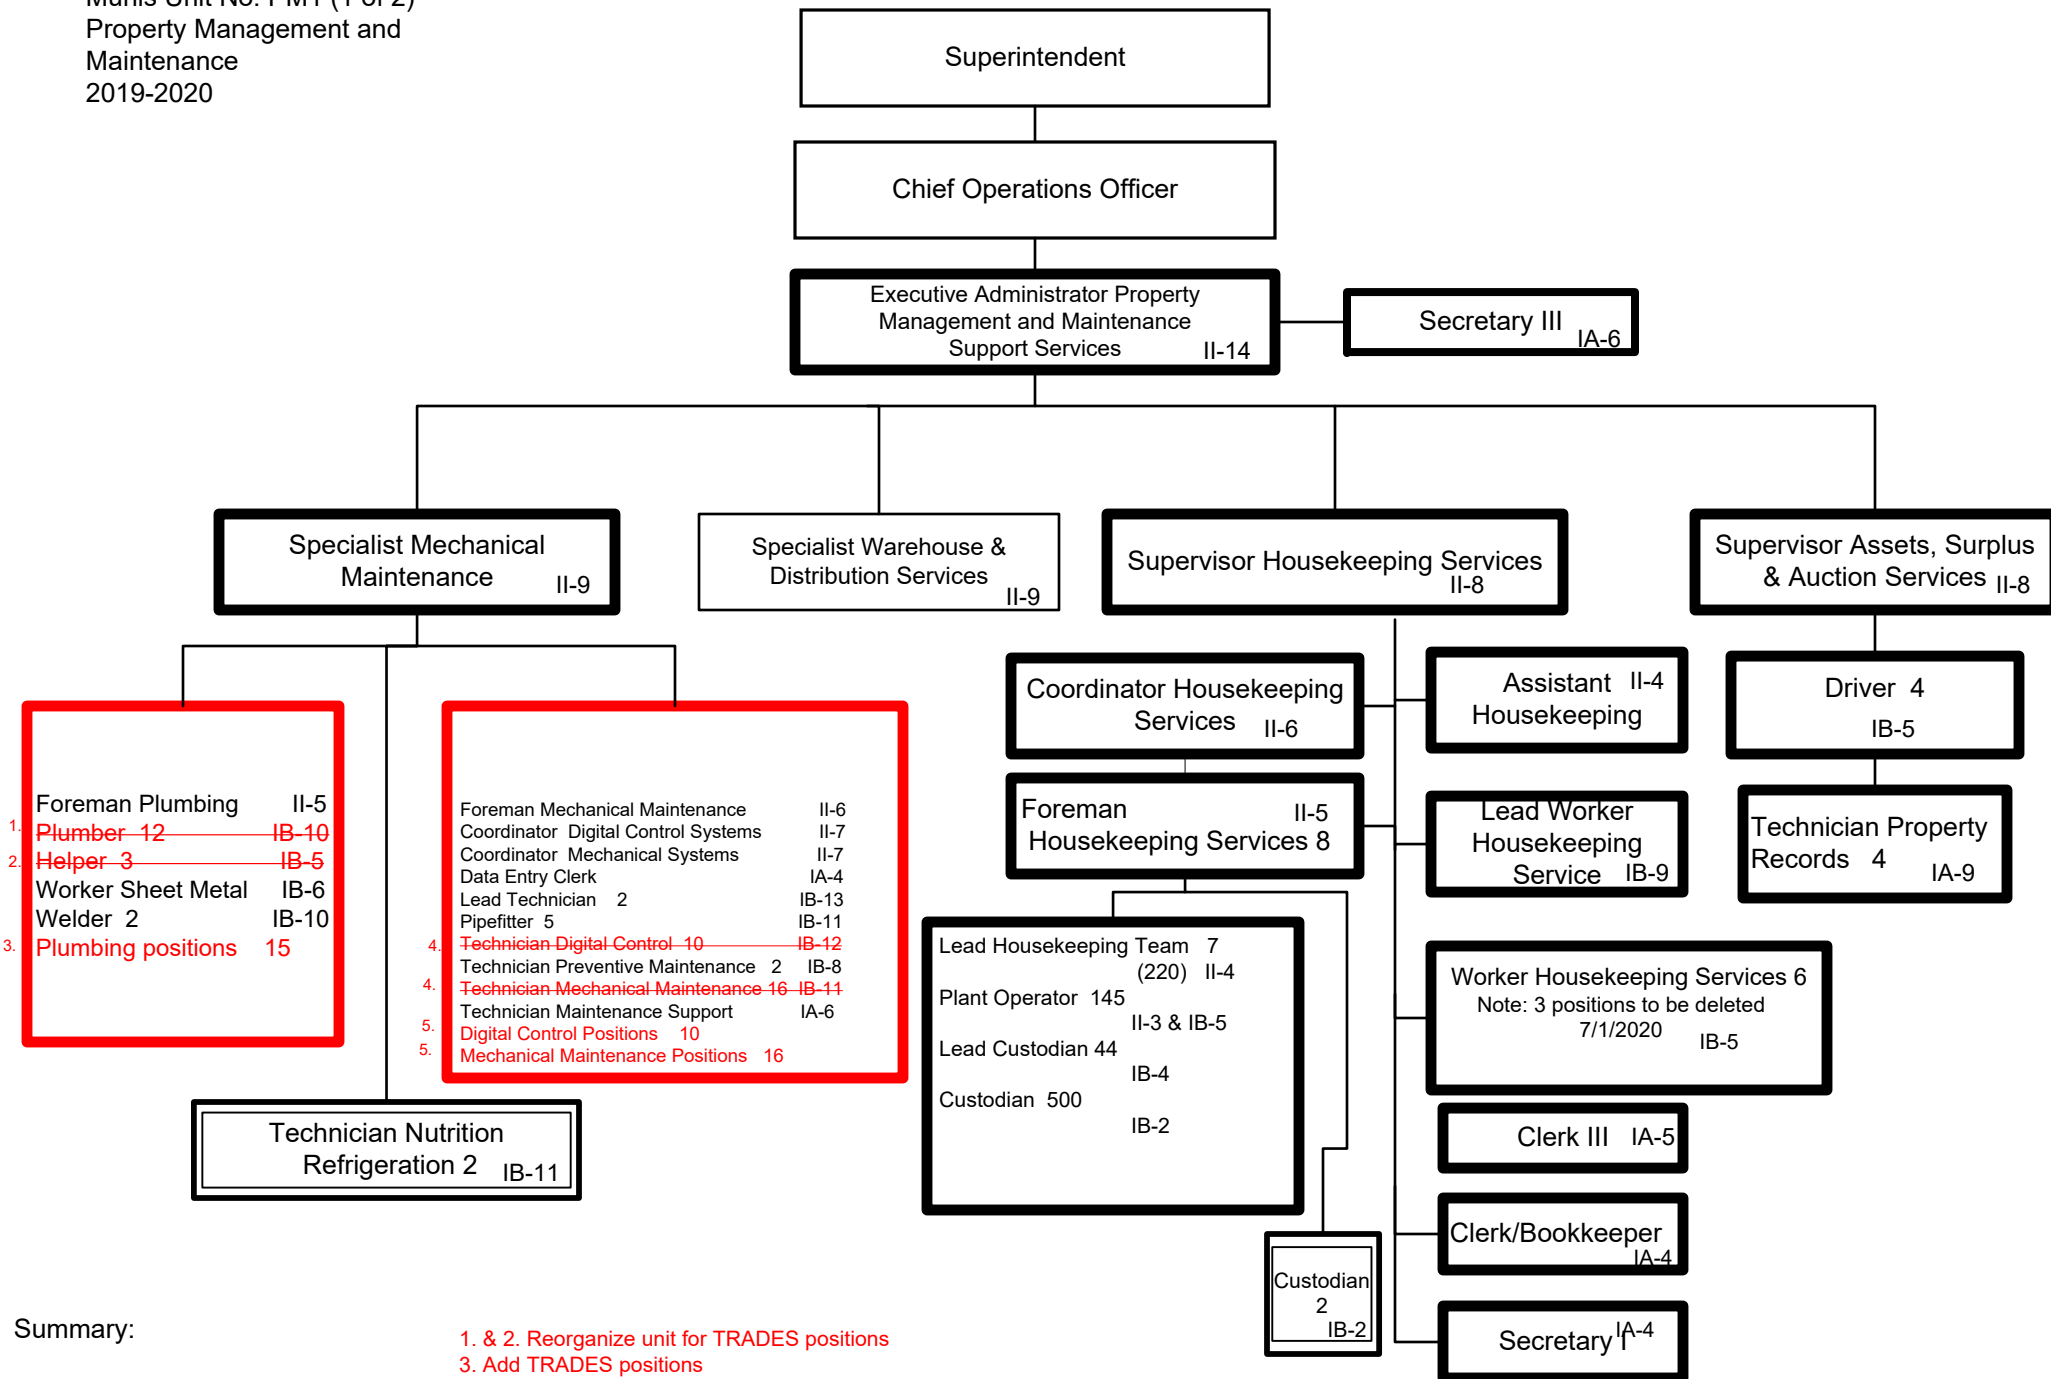 Munis Unit No. PM1 (1 of 2)
Property Management and
Maintenance
2019-2020
Superintendent
Chief Operations Officer
Executive Administrator Property
Management and Maintenance
Support Services II-14
Secretary III IA-6
Specialist Mechanical
Maintenance II-9
Specialist Warehouse &
Distribution Services
II-9
Supervisor Housekeeping Services
II-8
Supervisor Assets, Surplus
& Auction Services II-8
Foreman Plumbing II-5
1. Plumber 12 IB-10
2. Helper 3 IB-5
Worker Sheet Metal IB-6
Welder 2 IB-10
3. Plumbing positions 15
Foreman Mechanical Maintenance II-6
Coordinator Digital Control Systems II-7
Coordinator Mechanical Systems II-7
Data Entry Clerk IA-4
Lead Technician 2 IB-13
Pipefitter 5 IB-11
4. Technician Digital Control 10 IB-12
Technician Preventive Maintenance 2 IB-8
4. Technician Mechanical Maintenance 16 IB-11
Technician Maintenance Support IA-6
5. Digital Control Positions 10
5. Mechanical Maintenance Positions 16
Technician Nutrition
Refrigeration 2 IB-11
Coordinator Housekeeping
Services II-6
Foreman II-5
Housekeeping Services 8
Lead Housekeeping Team 7
(220) II-4
Plant Operator 145
II-3 & IB-5
Lead Custodian 44
IB-4
Custodian 500
IB-2
Custodian
2
IB-2
Assistant II-4
Housekeeping
Lead Worker
Housekeeping
Service IB-9
Worker Housekeeping Services 6
Note: 3 positions to be deleted
7/1/2020 IB-5
Clerk III IA-5
Clerk/Bookkeeper
IA-4
Secretary I IA-4
Driver 4
IB-5
Technician Property
Records 4 IA-9
Summary:
1. & 2. Reorganize unit for TRADES positions
3. Add TRADES positions